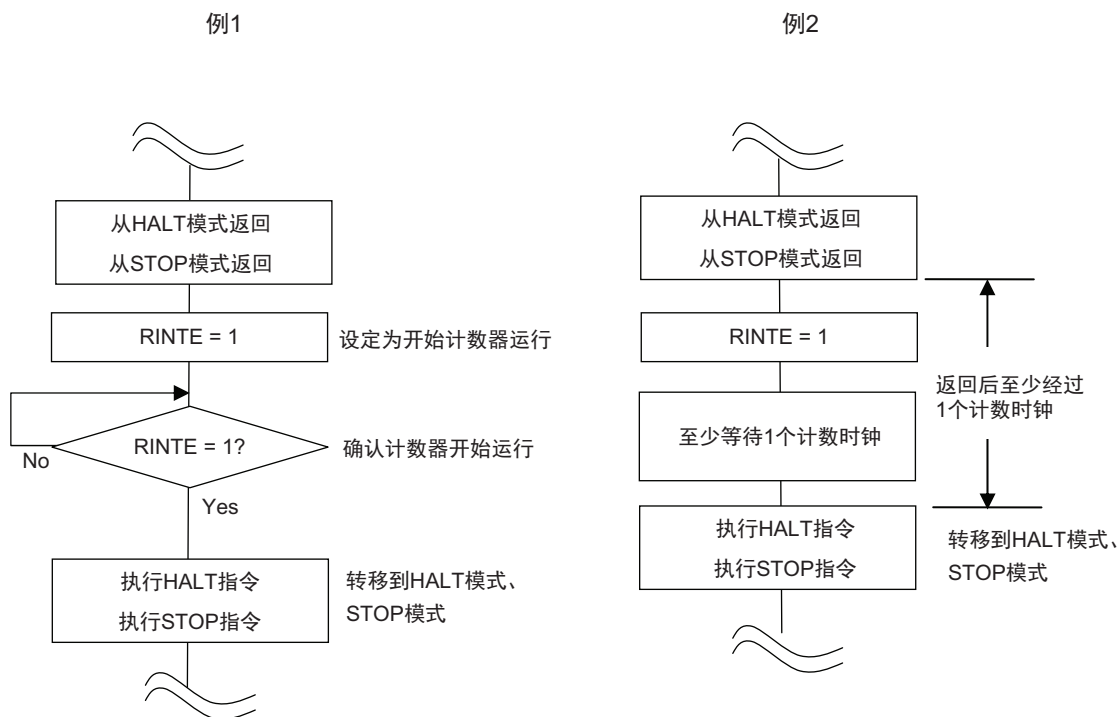 例1
从HALT模式返回
从STOP模式返回
RINTE = 1
设定为开始计数器运行
RINTE = 1?
确认计数器开始运行
No
Yes
执行HALT指令
执行STOP指令
转移到HALT模式、
STOP模式
例2
从HALT模式返回
从STOP模式返回
RINTE = 1
返回后至少经过
1个计数时钟
至少等待1个计数时钟
执行HALT指令
执行STOP指令
转移到HALT模式、
STOP模式